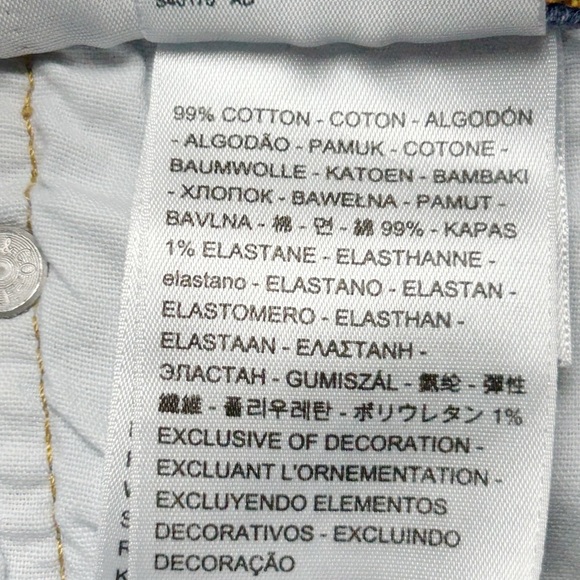 99% COTTON - COTON - ALGODÓN
- ALGODÃO - PAMUK - COTONE -
BAUMWOLLE - KATOEN - BAMBAKI
- ХЛОПОК - BAWEŁNA - PAMUT -
BAVLNA - 棉 - 면 - 綿 99% - KAPAS
1% ELASTANE - ELASTHANNE -
elastano - ELASTANO - ELASTAN -
ELASTOMERO - ELASTHAN -
ELASTAAN - ΕΛΑΣΤΑΝΗ -
ЭЛАСТАН - GUMISZÁL - 氨纶 - 彈性
纖維 - 폴리우레탄 - ポリウレタン 1%
EXCLUSIVE OF DECORATION -
EXCLUANT L'ORNEMENTATION -
EXCLUYENDO ELEMENTOS
DECORATIVOS - EXCLUINDO
DECORAÇÃO